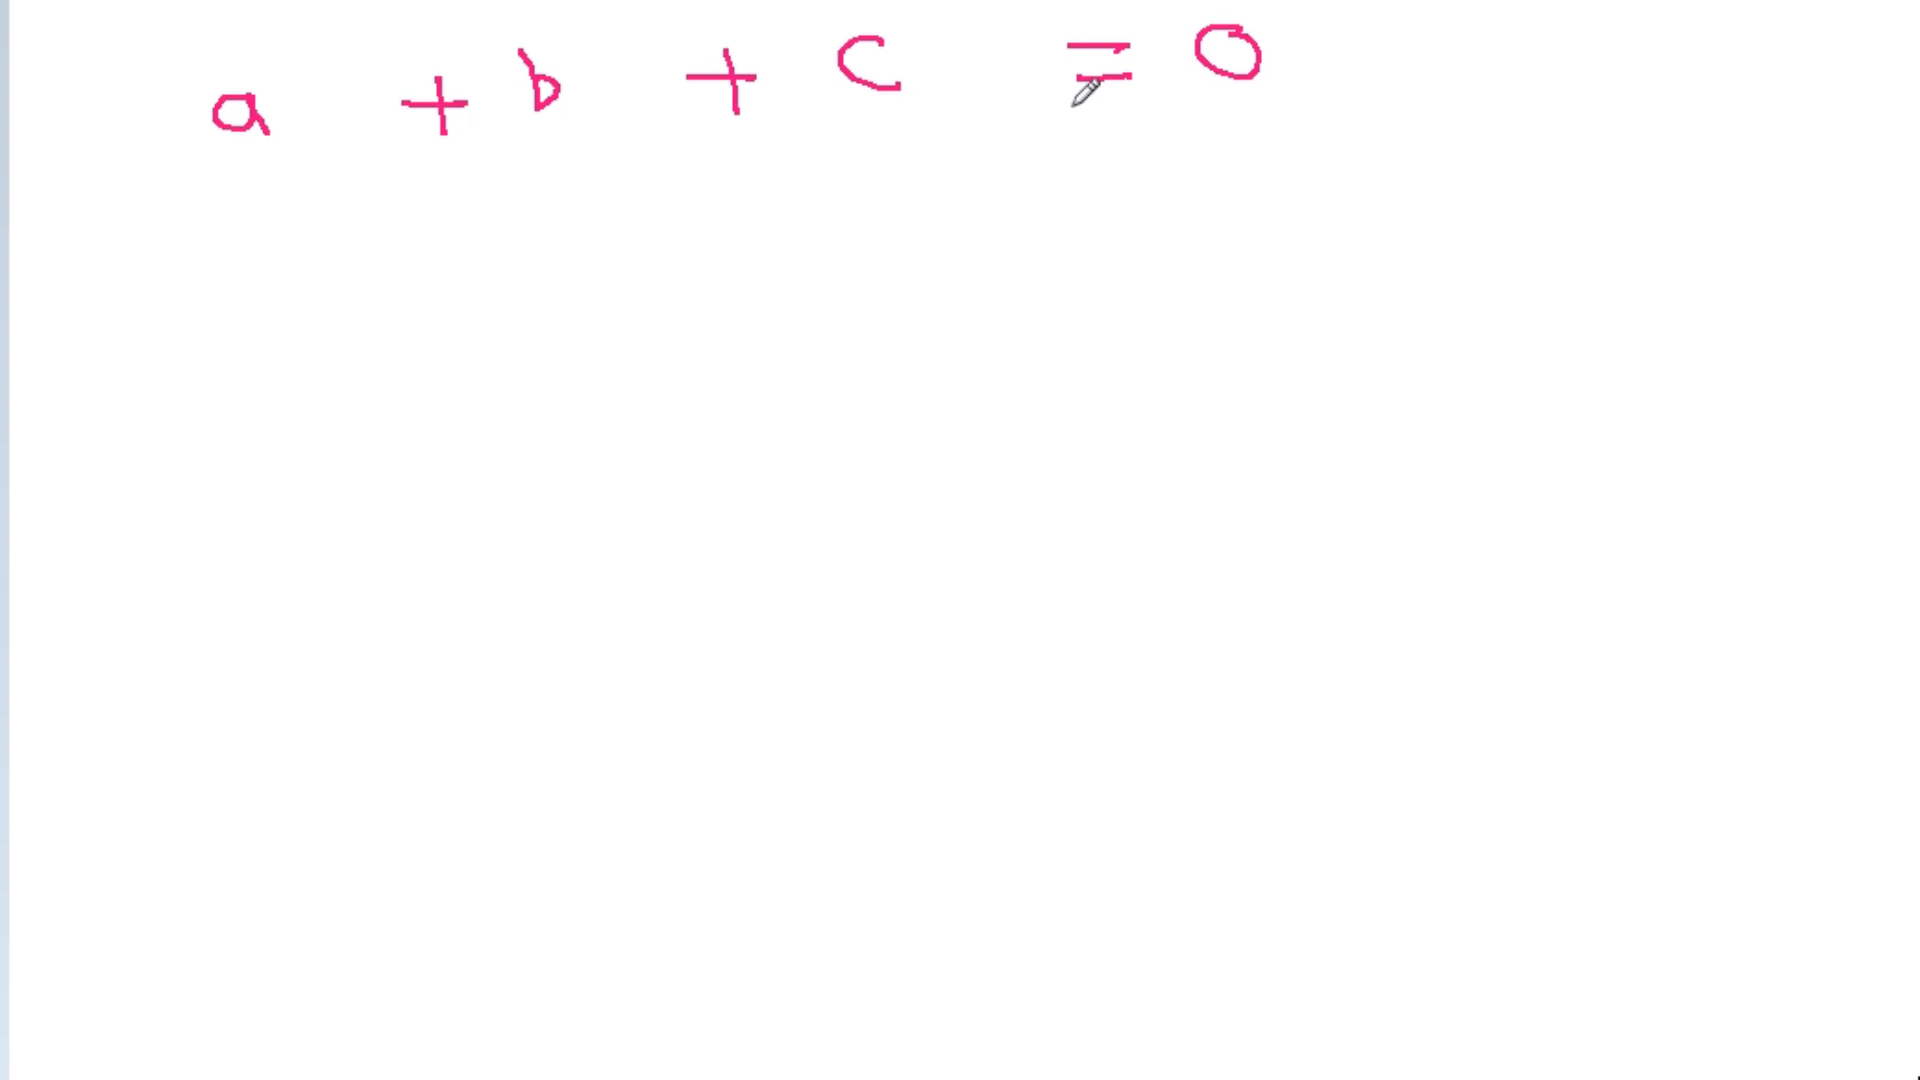 a + b + c = 0